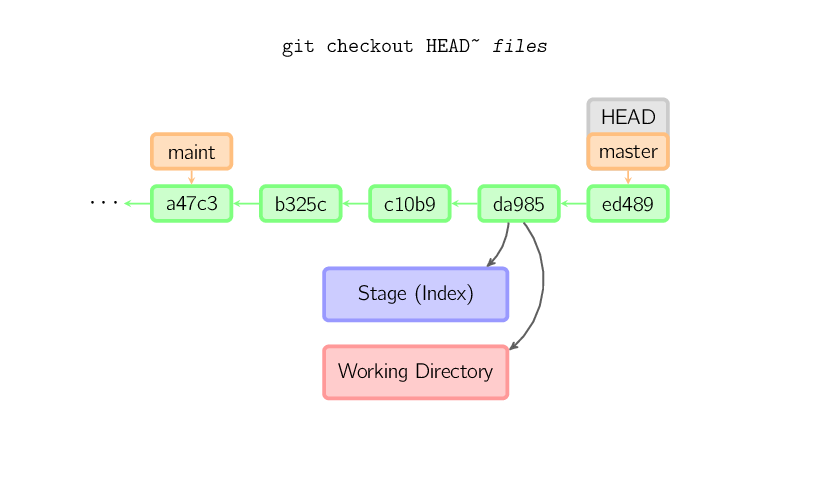 git checkout HEAD~ files
HEAD
maint
master
...
a47c3
b325c
c10b9
da985
ed489
Stage (Index)
Working Directory